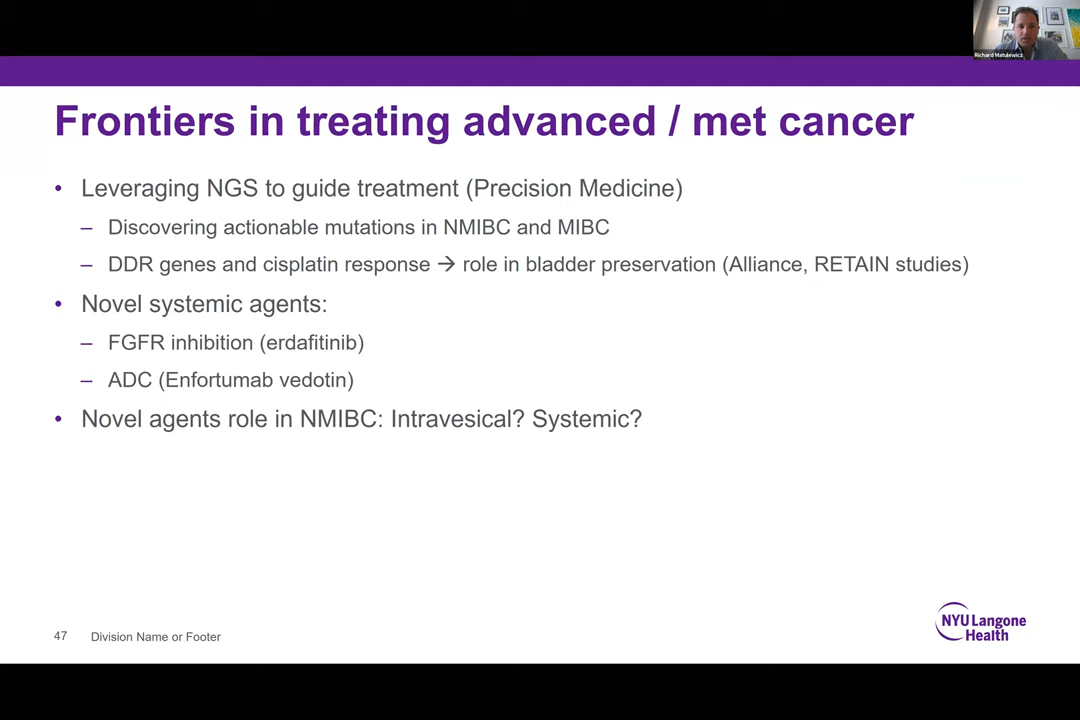 Richard Matulewicz
Frontiers in treating advanced / met cancer
• Leveraging NGS to guide treatment (Precision Medicine)
– Discovering actionable mutations in NMIBC and MIBC
– DDR genes and cisplatin response → role in bladder preservation (Alliance, RETAIN studies)
• Novel systemic agents:
– FGFR inhibition (erdafitinib)
– ADC (Enfortumab vedotin)
• Novel agents role in NMIBC: Intravesical? Systemic?
47 Division Name or Footer
NYU Langone
Health